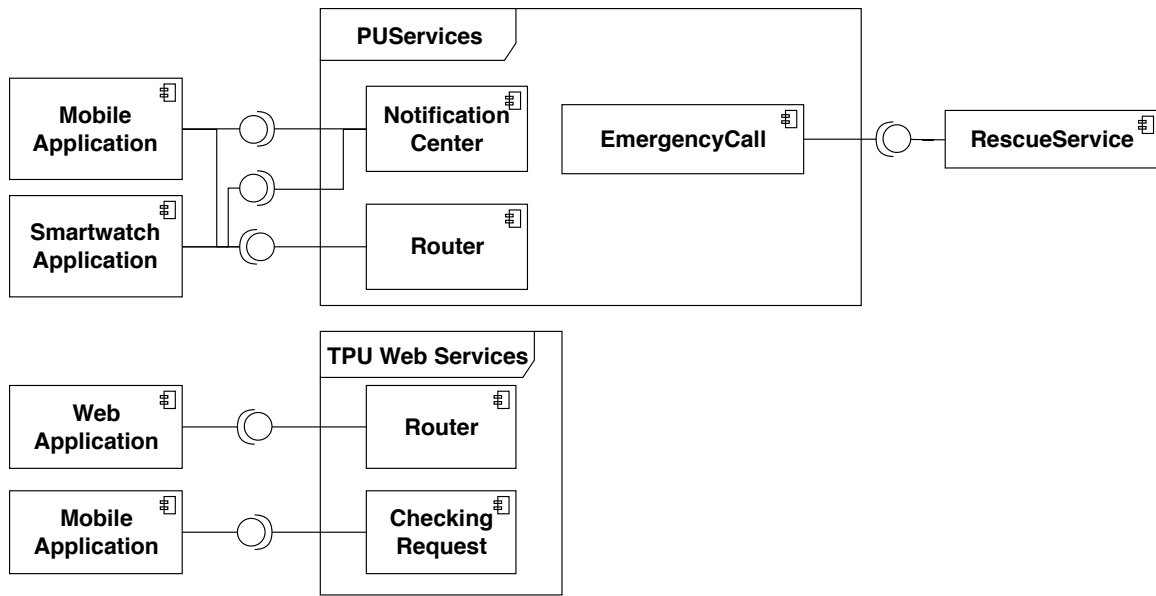 PUServices
Mobile
Application
Notification
Center
EmergencyCall
RescueService
Smartwatch
Application
Router
TPU Web Services
Web
Application
Router
Mobile
Application
Checking
Request